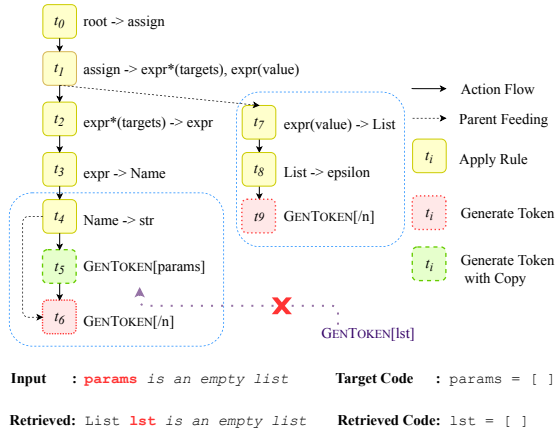 t0 root -> assign
t1 assign -> expr*(targets), expr(value)
t2 expr*(targets) -> expr
t3 expr -> Name
t4 Name -> str
t5 GENTOKEN[params]
t6 GENTOKEN[/n]
t7 expr(value) -> List
t8 List -> epsilon
t9 GENTOKEN[/n]
GENTOKEN[lst]
Action Flow
Parent Feeding
ti Apply Rule
ti Generate Token
ti Generate Token
with Copy
Input : params is an empty list Target Code : params = [ ]
Retrieved: List lst is an empty list Retrieved Code: lst = [ ]